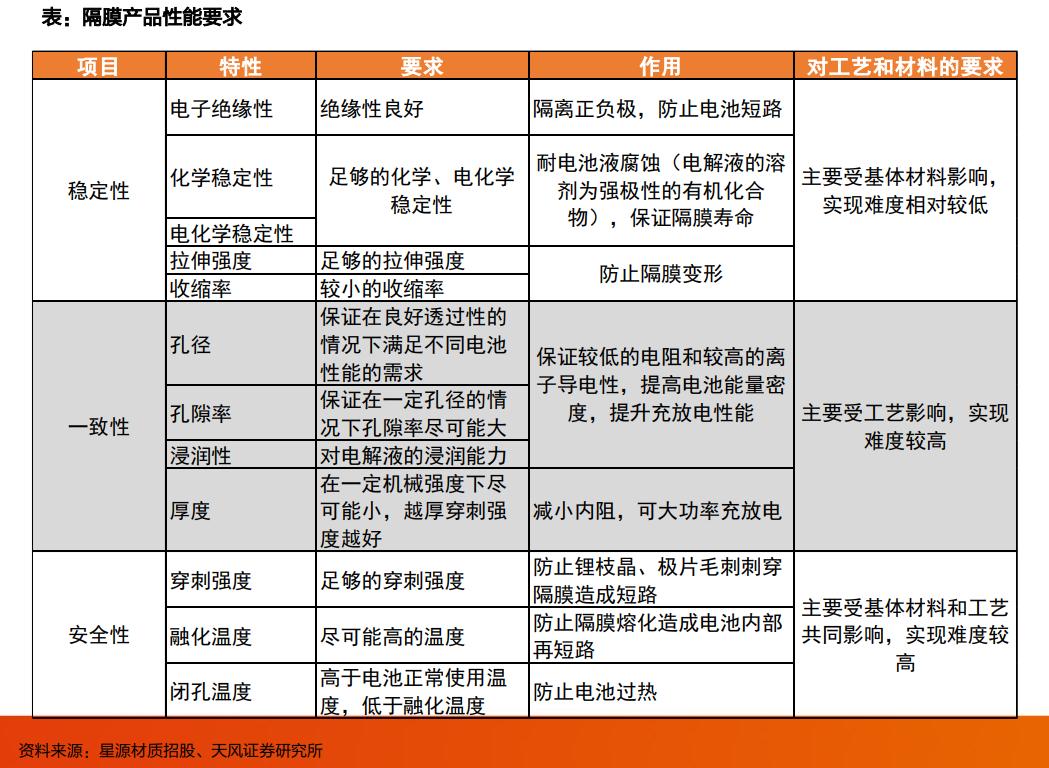 表：隔膜产品性能要求
项目 特性 要求 作用 对工艺和材料的要求
稳定性
电子绝缘性
绝缘性良好
隔离正负极，防止电池短路
化学稳定性
足够的化学、电化学
稳定性
耐电池液腐蚀（电解液的溶
剂为强极性的有机化合
物），保证隔膜寿命
电化学稳定性
拉伸强度
足够的拉伸强度
防止隔膜变形
收缩率
较小的收缩率
主要受基体材料影响，
实现难度相对较低
一致性
孔径
保证在良好透过性的
情况下满足不同电池
性能的需求
保证较低的电阻和较高的离
子导电性，提高电池能量密
度，提升充放电性能
孔隙率
保证在一定孔径的情
况下孔隙率尽可能大
浸润性
对电解液的浸润能力
厚度
在一定机械强度下尽
可能小，越厚穿刺强
度越好
减小内阻，可大功率充放电
主要受工艺影响，实现
难度较高
安全性
穿刺强度
足够的穿刺强度
防止锂枝晶、极片毛刺刺穿
隔膜造成短路
融化温度
尽可能高的温度
防止隔膜熔化造成电池内部
再短路
闭孔温度
高于电池正常使用温
度，低于融化温度
防止电池过热
主要受基体材料和工艺
共同影响，实现难度较
高
资料来源：星源材质招股、天风证券研究所